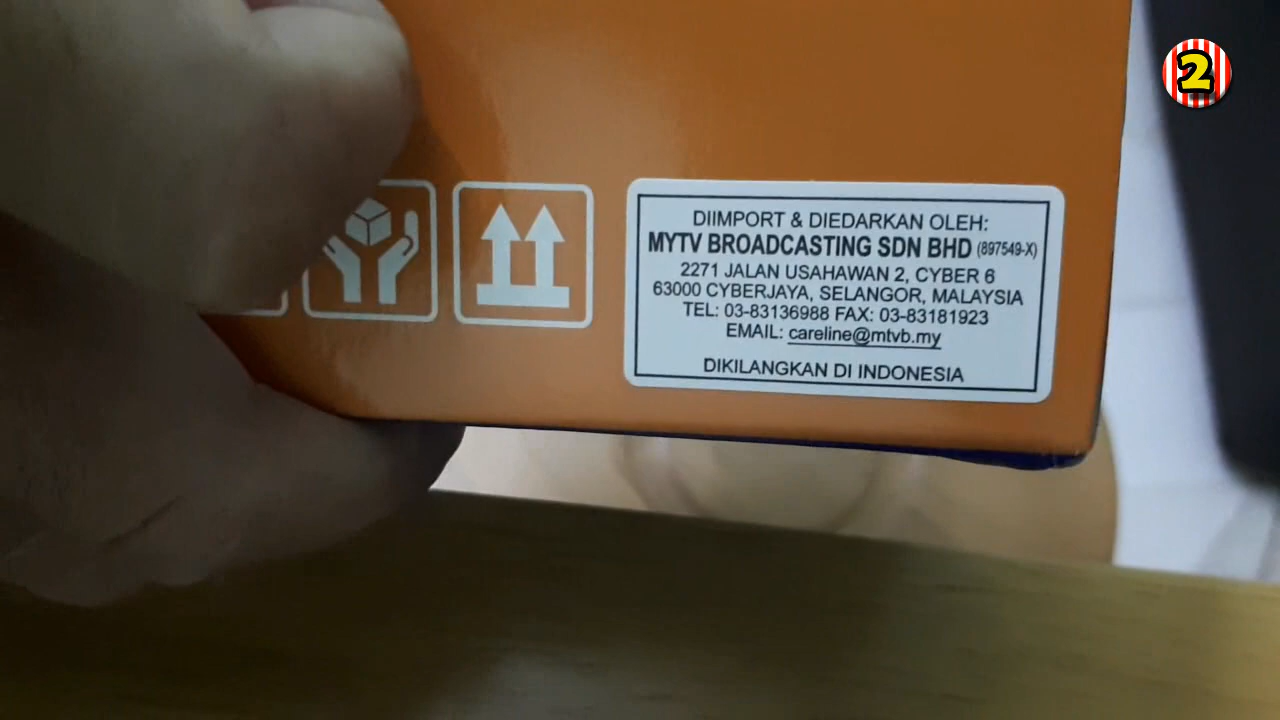 2
DIIMPORT & DIEDARKAN OLEH:
MYTV BROADCASTING SDN BHD (897549-X)
2271 JALAN USAHAWAN 2, CYBER 6
63000 CYBERJAYA, SELANGOR, MALAYSIA
TEL: 03-83136988 FAX: 03-83181923
EMAIL: careline@mtvb.my
DIKILANGKAN DI INDONESIA